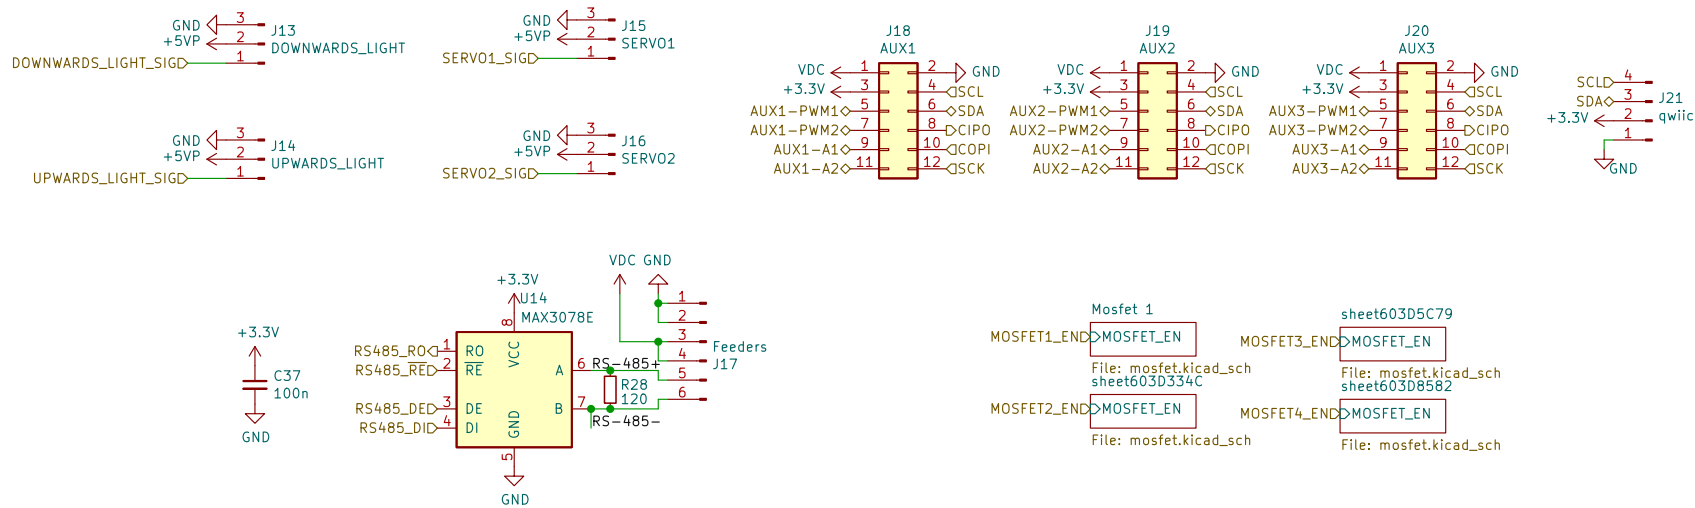 GND 3 J13
+5VP 2 DOWNWARDS_LIGHT
DOWNWARDS_LIGHT_SIG 1
GND 3 J14
+5VP 2 UPWARDS_LIGHT
UPWARDS_LIGHT_SIG 1
GND 3 J15
+5VP 2 SERVO1
SERVO1_SIG 1
GND 3 J16
+5VP 2 SERVO2
SERVO2_SIG 1
J18
AUX1
VDC 1 2 GND
+3.3V 3 4 SCL
AUX1-PWM1 5 6 SDA
AUX1-PWM2 7 8 CIPO
AUX1-A1 9 10 COPI
AUX1-A2 11 12 SCK
J19
AUX2
VDC 1 2 GND
+3.3V 3 4 SCL
AUX2-PWM1 5 6 SDA
AUX2-PWM2 7 8 CIPO
AUX2-A1 9 10 COPI
AUX2-A2 11 12 SCK
J20
AUX3
VDC 1 2 GND
+3.3V 3 4 SCL
AUX3-PWM1 5 6 SDA
AUX3-PWM2 7 8 CIPO
AUX3-A1 9 10 COPI
AUX3-A2 11 12 SCK
SCL 4
SDA 3 J21
+3.3V 2 qwiic
1
GND
+3.3V
C37
100n
GND
+3.3V
U14
MAX3078E
8
VCC
RS485_RO 1 RO
RS485_RE 2 RE
RS485_DE 3 DE
RS485_DI 4 DI
A 6 RS-485+
B 7 RS-485-
GND
5
GND
R28
120
VDC GND
1
2
3
4
5
6
Feeders
J17
Mosfet 1
MOSFET1_EN MOSFET_EN
File: mosfet.kicad_sch
sheet603D334C
MOSFET2_EN MOSFET_EN
File: mosfet.kicad_sch
sheet603D5C79
MOSFET3_EN MOSFET_EN
File: mosfet.kicad_sch
sheet603D8582
MOSFET4_EN MOSFET_EN
File: mosfet.kicad_sch